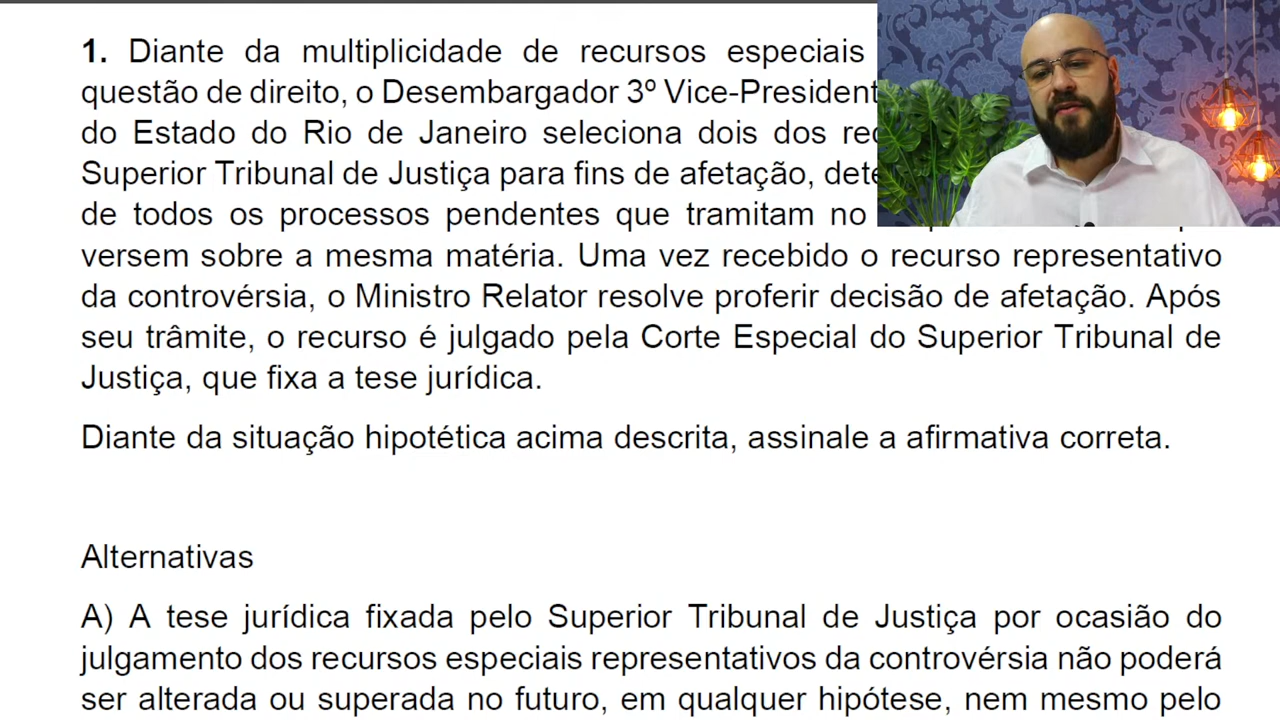 1. Diante da multiplicidade de recursos especiais
questão de direito, o Desembargador 3º Vice-President
do Estado do Rio de Janeiro seleciona dois dos rec
Superior Tribunal de Justiça para fins de afetação, dete
de todos os processos pendentes que tramitam no
versem sobre a mesma matéria. Uma vez recebido o recurso representativo
da controvérsia, o Ministro Relator resolve proferir decisão de afetação. Após
seu trâmite, o recurso é julgado pela Corte Especial do Superior Tribunal de
Justiça, que fixa a tese jurídica.
Diante da situação hipotética acima descrita, assinale a afirmativa correta.
Alternativas
A) A tese jurídica fixada pelo Superior Tribunal de Justiça por ocasião do
julgamento dos recursos especiais representativos da controvérsia não poderá
ser alterada ou superada no futuro, em qualquer hipótese, nem mesmo pelo